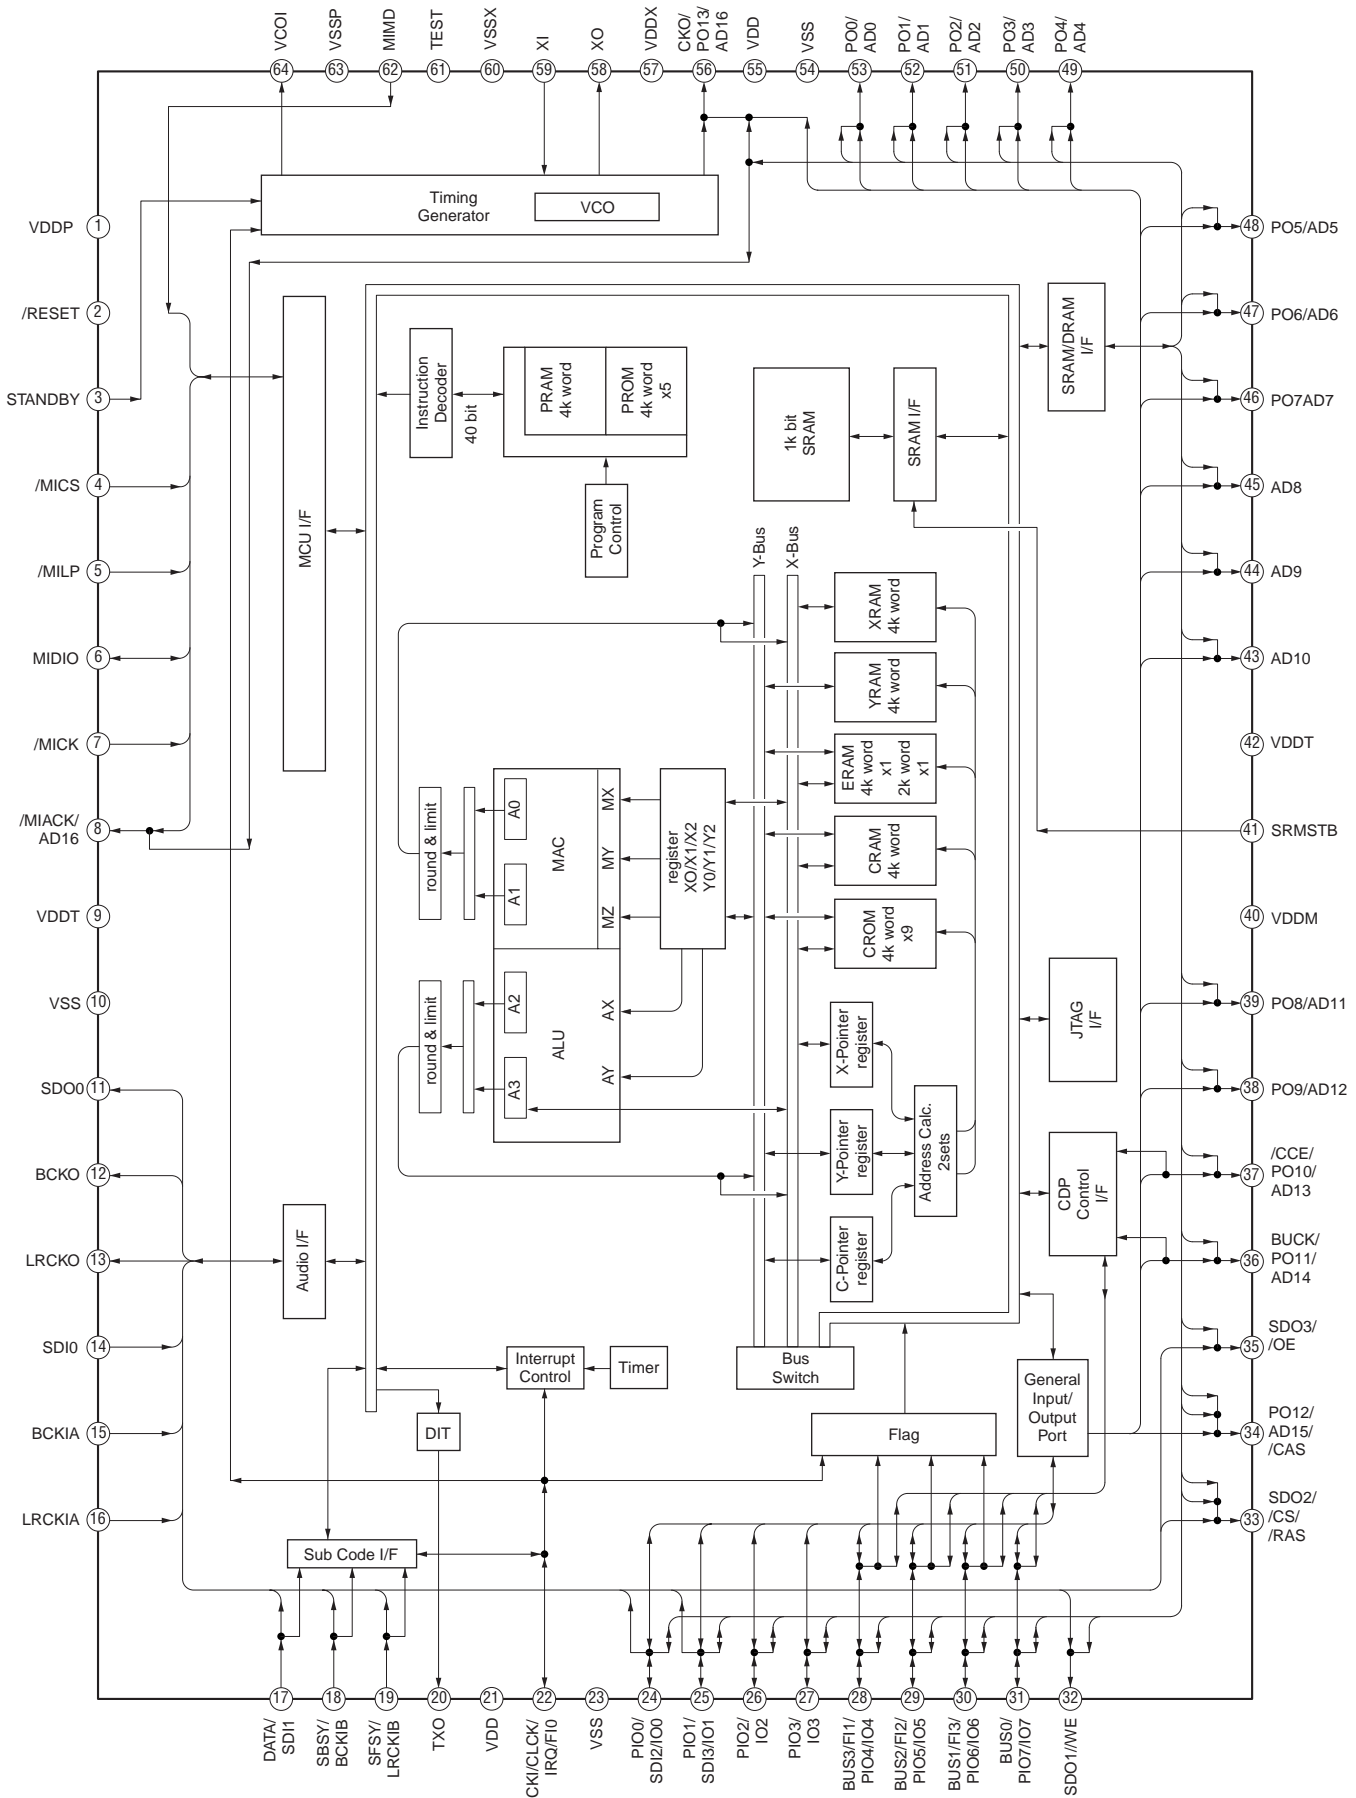 VCOI
VSSP
MIMD
TEST
VSSX
XI
XO
VDDX
CKO/
PO13/
AD16
VDD
VSS
PO0/
AD0
PO1/
AD1
PO2/
AD2
PO3/
AD3
PO4/
AD4
64
63
62
61
60
59
58
57
56
55
54
53
52
51
50
49
Timing
Generator
VCO
VDDP
1
/RESET
2
STANDBY
3
/MICS
4
/MILP
5
MIDIO
6
/MICK
7
/MIACK/
AD16
8
VDDT
9
VSS
10
SDO0
11
BCKO
12
LRCKO
13
SDI0
14
BCKIA
15
LRCKIA
16
48
PO5/AD5
47
PO6/AD6
46
PO7AD7
45
AD8
44
AD9
43
AD10
42
VDDT
41
SRMSTB
40
VDDM
39
PO8/AD11
38
PO9/AD12
37
/CCE/
PO10/
AD13
36
BUCK/
PO11/
AD14
35
SDO3/
/OE
34
PO12/
AD15/
/CAS
33
SDO2/
/CS/
/RAS
MCU I/F
Instruction
Decoder
40 bit
PRAM
4k word
PROM
4k word
x5
Program
Control
1k bit
SRAM
SRAM I/F
SRAM/DRAM
I/F
Y-Bus
X-Bus
XRAM
4k word
YRAM
4k word
ERAM
4k word
x1
2k word
x1
CRAM
4k word
CROM
4k word
x9
round & limit
A0
A1
MAC
MX
MY
MZ
register
XO/X1/X2
Y0/Y1/Y2
round & limit
A2
A3
ALU
AX
AY
X-Pointer
register
Y-Pointer
register
C-Pointer
register
Address Calc.
2sets
JTAG
I/F
CDP
Control
I/F
Audio I/F
Interrupt
Control
Timer
Bus
Switch
General
Input/
Output
Port
DIT
Flag
Sub Code I/F
17
18
19
20
21
22
23
24
25
26
27
28
29
30
31
32
DATA/
SDI1
SBSY/
BCKIB
SFSY/
LRCKIB
TXO
VDD
CKI/CLCK/
IRQ/FI0
VSS
PIO0/
SDI2/IO0
PIO1/
SDI3/IO1
PIO2/
IO2
PIO3/
IO3
BUS3/FI1/
PIO4/IO4
BUS2/FI2/
PIO5/IO5
BUS1/FI3/
PIO6/IO6
BUS0/
PIO7/IO7
SDO1//WE